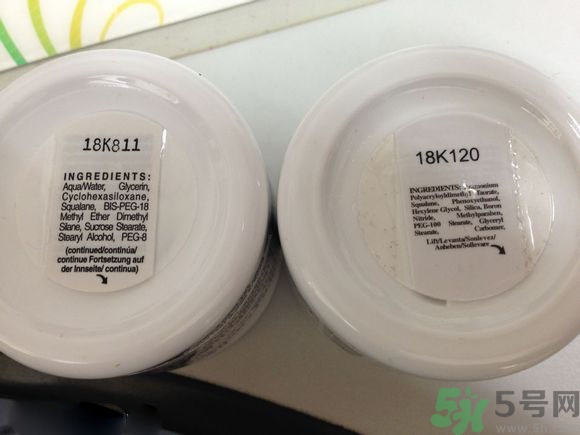 18K811
INGREDIENTS:
Aqua/Water, Glycerin,
Cyclohexasiloxane,
Squalane, BIS-PEG-18
Methyl Ether Dimethyl
Silane, Sucrose Stearate,
Stearyl Alcohol, PEG-8
(continued/continúa/
continue Fortsetzung auf
der Innseite/ continua)
18K120
INGREDIENTS:
Squalane, Phenoxyethanol,
Hexylene Glycol, Silica, Boron
Nitride, Methylparaben,
PEG-100 Stearate, Glyceryl
Stearate, Carbomer,
Lift/Levanta/Soulevez/
Anheben/Sollevare
5号网